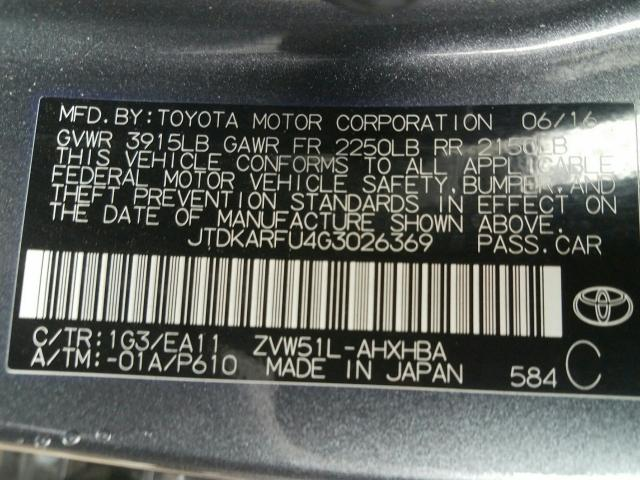 MFD.BY:TOYOTA MOTOR CORPORATION 06/16
GVWR 3915LB GAWR FR 2250LB RR 2150LB
THIS VEHICLE CONFORMS TO ALL APPLICABLE
FEDERAL MOTOR VEHICLE SAFETY,BUMPER,AND
THEFT PREVENTION STANDARDS IN EFFECT ON
THE DATE OF MANUFACTURE SHOWN ABOVE.
JTDKARFU4G3026369 PASS.CAR
C/TR:1G3/EA11 ZVW51L-AHXHBA
A/TM:-01A/P610 MADE IN JAPAN 584 C